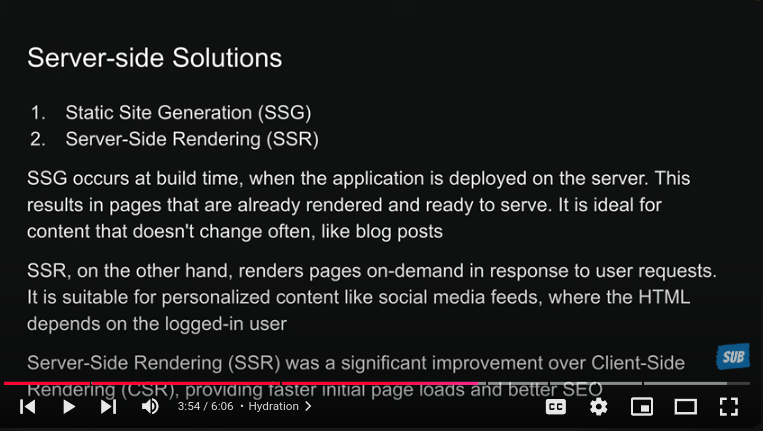 Server-side Solutions
1. Static Site Generation (SSG)
2. Server-Side Rendering (SSR)
SSG occurs at build time, when the application is deployed on the server. This
results in pages that are already rendered and ready to serve. It is ideal for
content that doesn't change often, like blog posts
SSR, on the other hand, renders pages on-demand in response to user requests.
It is suitable for personalized content like social media feeds, where the HTML
depends on the logged-in user
Server-Side Rendering (SSR) was a significant improvement over Client-Side
Rendering (CSR), providing faster initial page loads and better SEO
SUB
3:54 / 6:06 • Hydration
CC